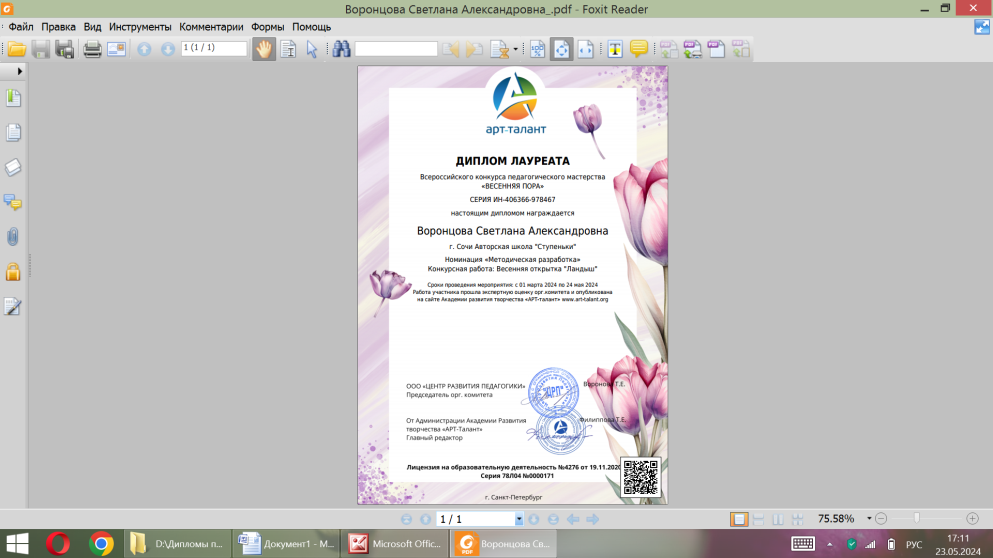 Воронцова Светлана Александровна_.pdf - Foxit Reader
Файл Правка Вид Инструменты Комментарии Формы Помощь
1 (1 / 1)
арт-талант
ДИПЛОМ ЛАУРЕАТА
Всероссийского конкурса педагогического мастерства
«ВЕСЕННЯЯ ПОРА»
СЕРИЯ ИН-406366-978467
настоящим дипломом награждается
Воронцова Светлана Александровна
г. Сочи Авторская школа "Ступеньки"
Номинация «Методическая разработка»
Конкурсная работа: Весенняя открытка "Ландыш"
Сроки проведения мероприятия: с 01 марта 2024 по 24 мая 2024
Работа участника прошла экспертную оценку орг.комитета и опубликована
на сайте Академии развития творчества «АРТ-талант» www.art-talant.org
ООО «ЦЕНТР РАЗВИТИЯ ПЕДАГОГИКИ»
Председатель орг. комитета
Т.Е.
"ЦРП"
От Администрации Академии Развития
творчества «АРТ-Талант»
Главный редактор
Филиппова Т.Е.
Лицензия на образовательную деятельность №4276 от 19.11.2020
Серия 78Л04 №0000171
г. Санкт-Петербург
1 / 1
75.58%
D:\Дипломы п...
Документ1 - M...
Microsoft Offic...
Воронцова Св...
РУС
17:11
23.05.2024